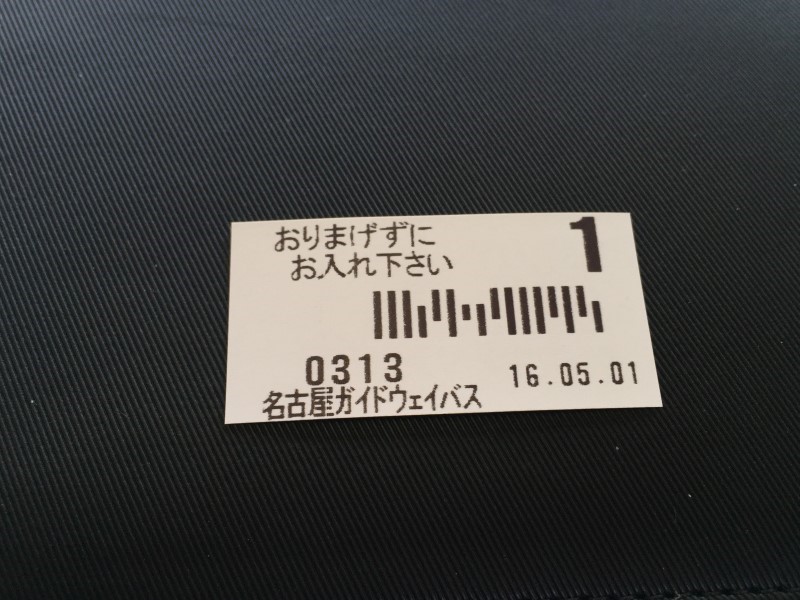 おりまげずに
お入れ下さい
1
0313
16.05.01
名古屋ガイドウェイバス